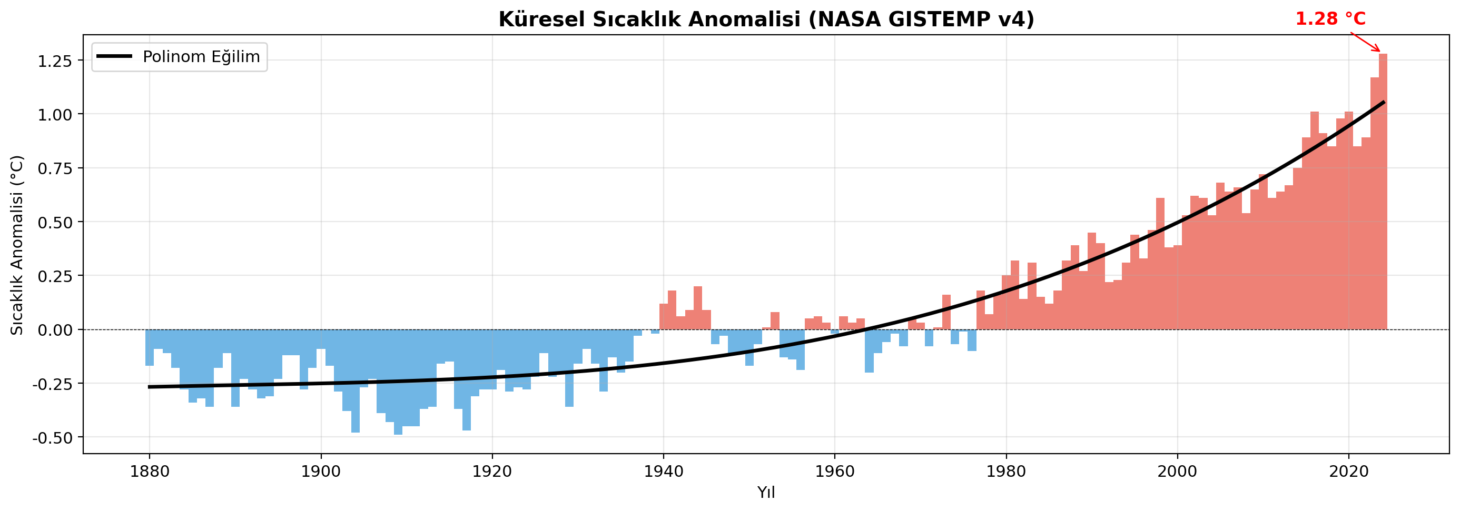 Küresel Sıcaklık Anomalisi (NASA GISTEMP v4)
1.28 °C
Polinom Eğilim
Sıcaklık Anomalisi (°C)
1.25
1.00
0.75
0.50
0.25
0.00
-0.25
-0.50
1880 1900 1920 1940 1960 1980 2000 2020
Yıl